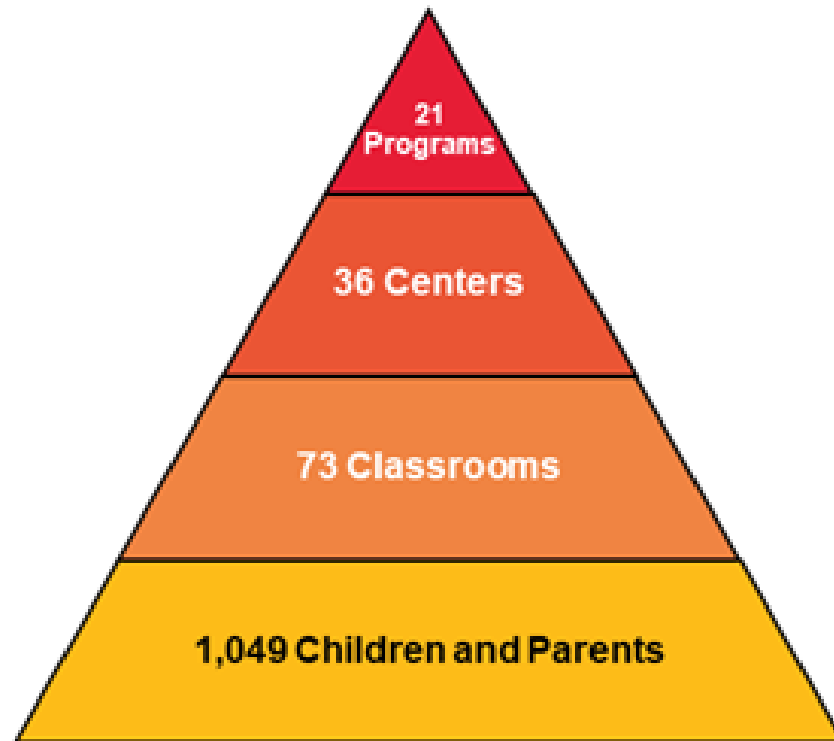 21
Programs
36 Centers
73 Classrooms
1,049 Children and Parents